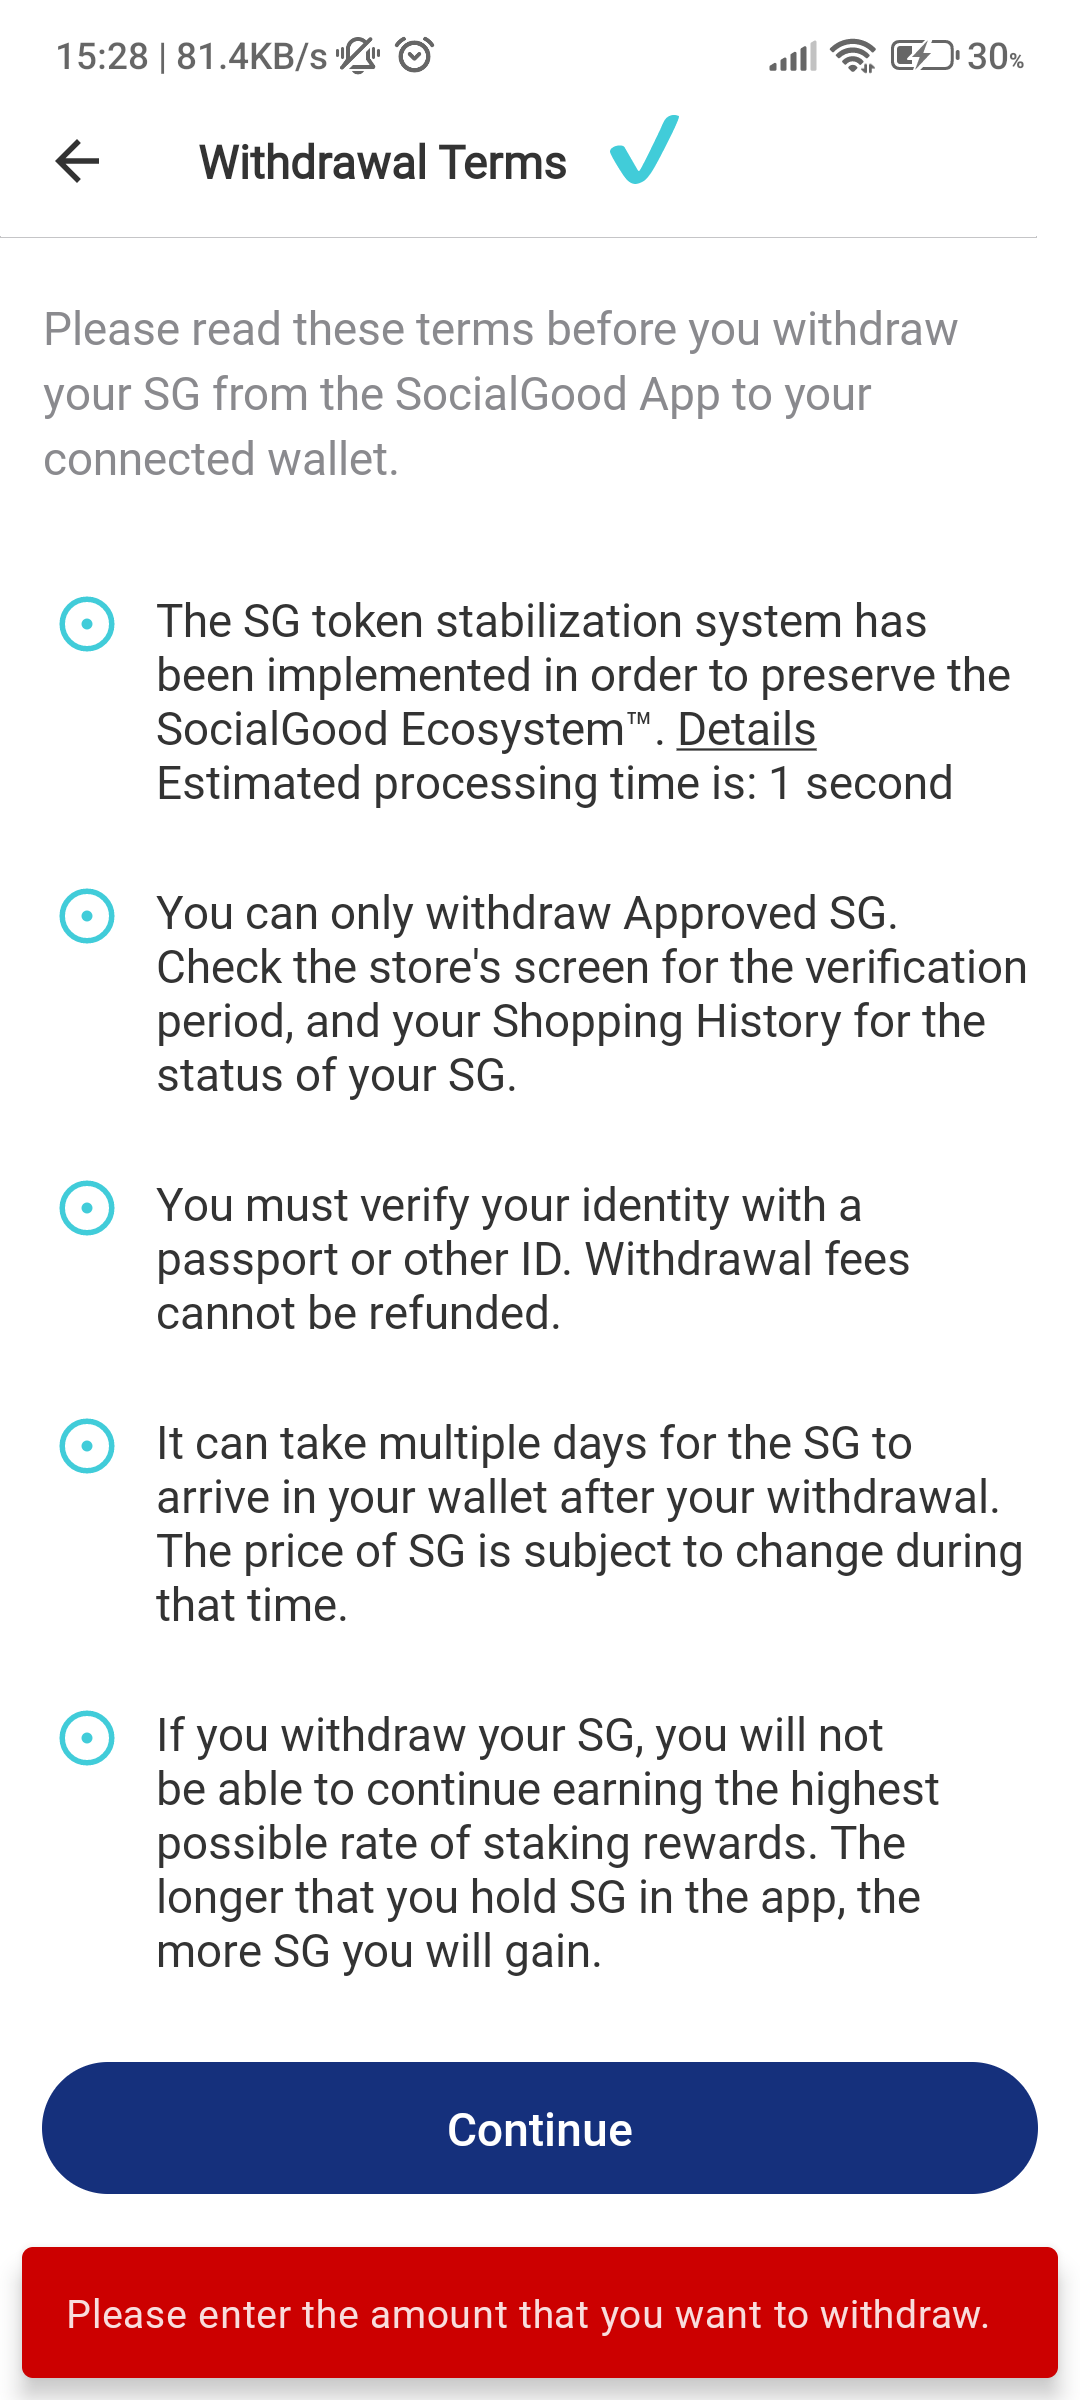 15:28 | 81.4KB/s 30%
Withdrawal Terms
Please read these terms before you withdraw
your SG from the SocialGood App to your
connected wallet.
The SG token stabilization system has
been implemented in order to preserve the
SocialGood Ecosystem™. Details
Estimated processing time is: 1 second
You can only withdraw Approved SG.
Check the store's screen for the verification
period, and your Shopping History for the
status of your SG.
You must verify your identity with a
passport or other ID. Withdrawal fees
cannot be refunded.
It can take multiple days for the SG to
arrive in your wallet after your withdrawal.
The price of SG is subject to change during
that time.
If you withdraw your SG, you will not
be able to continue earning the highest
possible rate of staking rewards. The
longer that you hold SG in the app, the
more SG you will gain.
Continue
Please enter the amount that you want to withdraw.